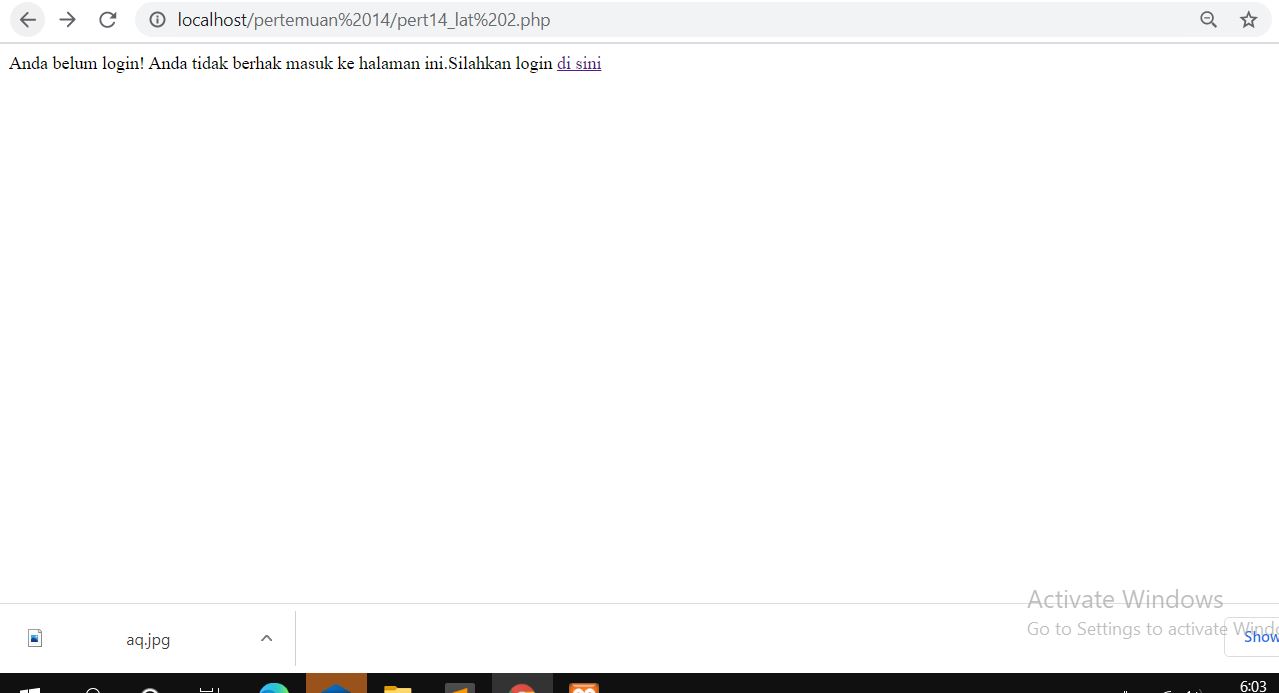 localhost/pertemuan%2014/pert14_lat%202.php
Anda belum login! Anda tidak berhak masuk ke halaman ini.Silahkan login di sini
Activate Windows
Go to Settings to activate Windo
aq.jpg
Show
6:03